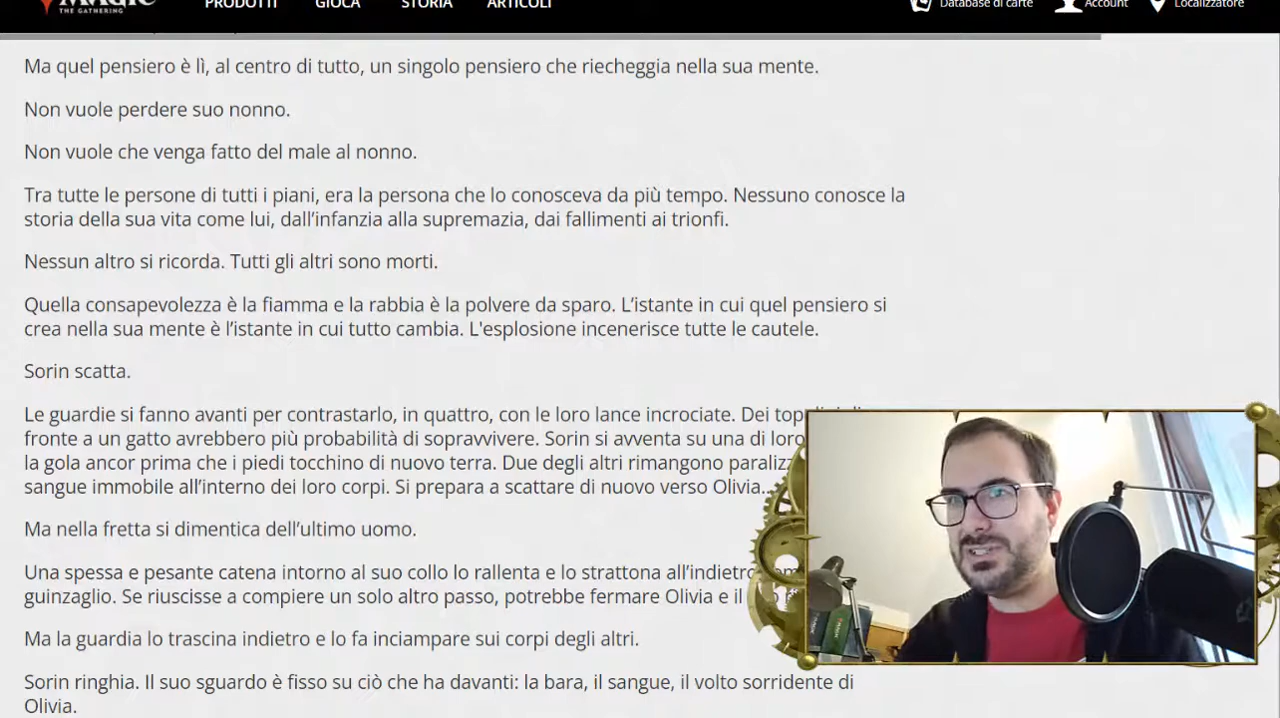 MAGIC
THE GATHERING
PRODOTTI GIOCA STORIA ARTICOLI Database di carte Account Localizzatore
Ma quel pensiero è lì, al centro di tutto, un singolo pensiero che riecheggia nella sua mente.
Non vuole perdere suo nonno.
Non vuole che venga fatto del male al nonno.
Tra tutte le persone di tutti i piani, era la persona che lo conosceva da più tempo. Nessuno conosce la
storia della sua vita come lui, dall'infanzia alla supremazia, dai fallimenti ai trionfi.
Nessun altro si ricorda. Tutti gli altri sono morti.
Quella consapevolezza è la fiamma e la rabbia è la polvere da sparo. L'istante in cui quel pensiero si
crea nella sua mente è l'istante in cui tutto cambia. L'esplosione incenerisce tutte le cautele.
Sorin scatta.
Le guardie si fanno avanti per contrastarlo, in quattro, con le loro lance incrociate. Dei
fronte a un gatto avrebbero più probabilità di sopravvivere. Sorin si avventa su una di loro
la gola ancor prima che i piedi tocchino di nuovo terra. Due degli altri rimangono
sangue immobile all'interno dei loro corpi. Si prepara a scattare di nuovo verso Olivia..
Ma nella fretta si dimentica dell'ultimo uomo.
Una spessa e pesante catena intorno al suo collo lo rallenta e lo strattona all'indietro
guinzaglio. Se riuscisse a compiere un solo altro passo, potrebbe fermare Olivia e il
Ma la guardia lo trascina indietro e lo fa inciampare sui corpi degli altri.
Sorin ringhia. Il suo sguardo è fisso su ciò che ha davanti: la bara, il sangue, il volto sorridente di
Olivia.